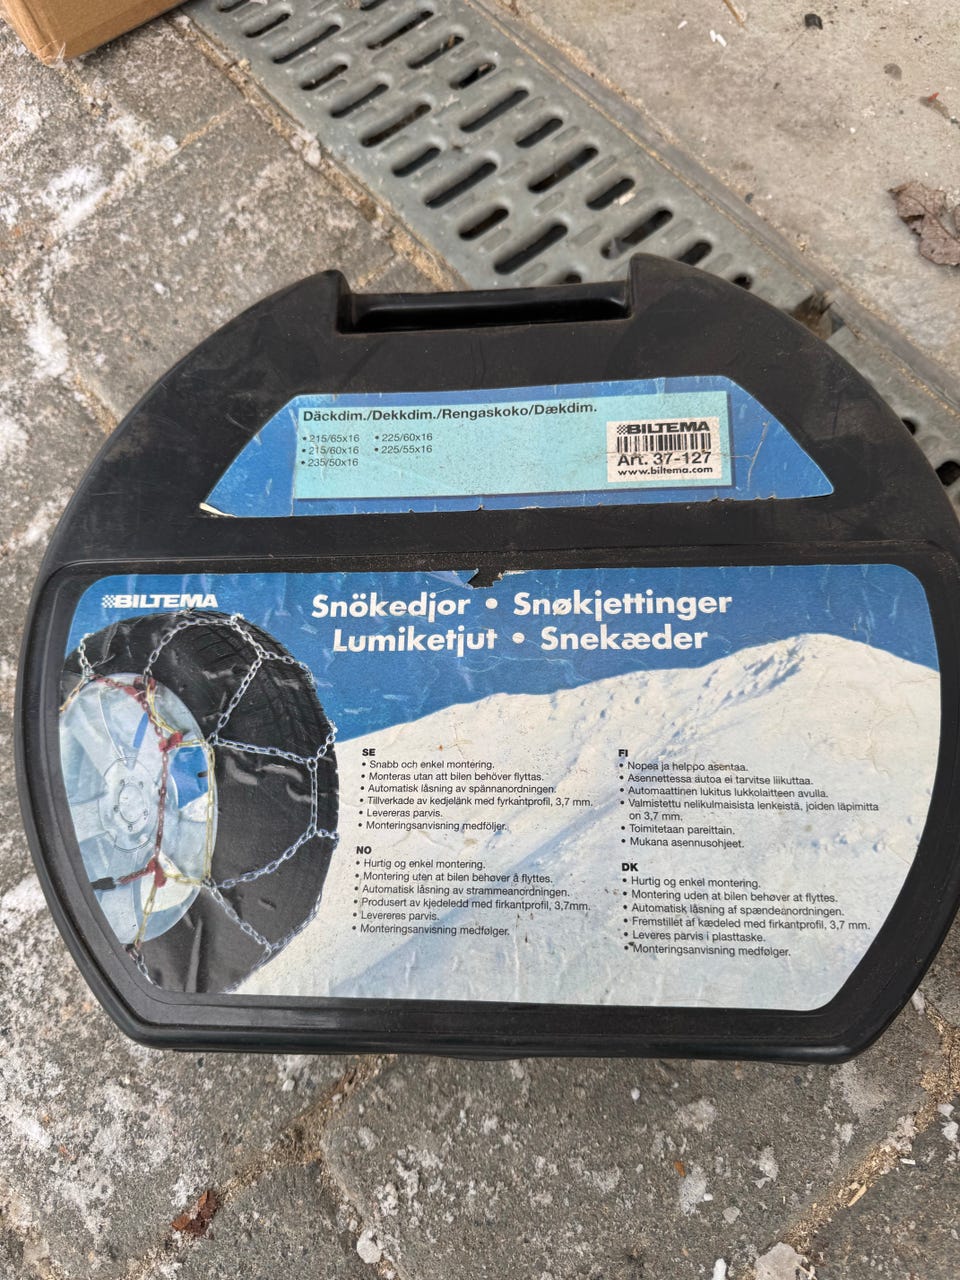 Däckdim./Dekkdim./Rengaskoko/Dækdim.
• 215/65x16 • 225/60x16
• 215/60x16 • 225/55x16
• 235/50x16
BILTEMA
Art. 37-127
www.biltema.com
BILTEMA
Snökedjor • Snøkjettinger
Lumiketjut • Snekæder
SE
• Snabb och enkel montering.
• Monteras utan att bilen behöver flyttas.
• Automatisk låsning av spännanordningen.
• Tillverkade av kedjelänk med fyrkantprofil, 3,7 mm.
• Levereras parvis.
• Monteringsanvisning medföljer.
NO
• Hurtig og enkel montering.
• Montering uten at bilen behøver å flyttes.
• Automatisk låsning av strammeanordningen.
• Produsert av kjedeledd med firkantprofil, 3,7mm.
• Levereres parvis.
• Monteringsanvisning medfølger.
FI
• Nopea ja helppo asentaa.
• Asennettessa autoa ei tarvitse liikuttaa.
• Automaattinen lukitus lukkolaitteen avulla.
• Valmistettu nelikulmaisista lenkeistä, joiden läpimitta
on 3,7 mm.
• Toimitetaan pareittain.
• Mukana asennusohjeet.
DK
• Hurtig og enkel montering.
• Montering uden at bilen behøver at flyttes.
• Automatisk låsning af spændeanordningen.
• Fremstillet af kædeled med firkantprofil, 3,7 mm.
• Leveres parvis i plasttaske.
• Monteringsanvisning medfølger.